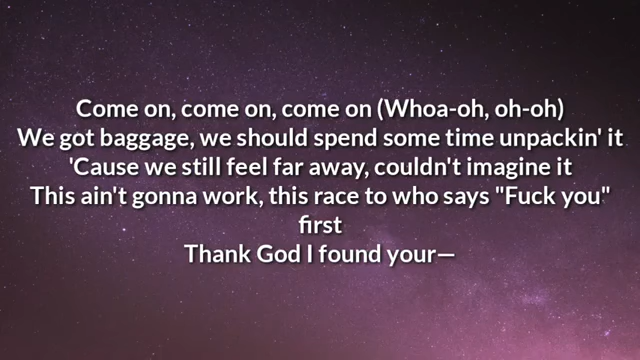 Come on, come on, come on (Whoa-oh, oh-oh)
We got baggage, we should spend some time unpackin' it
'Cause we still feel far away, couldn't imagine it
This ain't gonna work, this race to who says "Fuck you"
first
Thank God I found your—